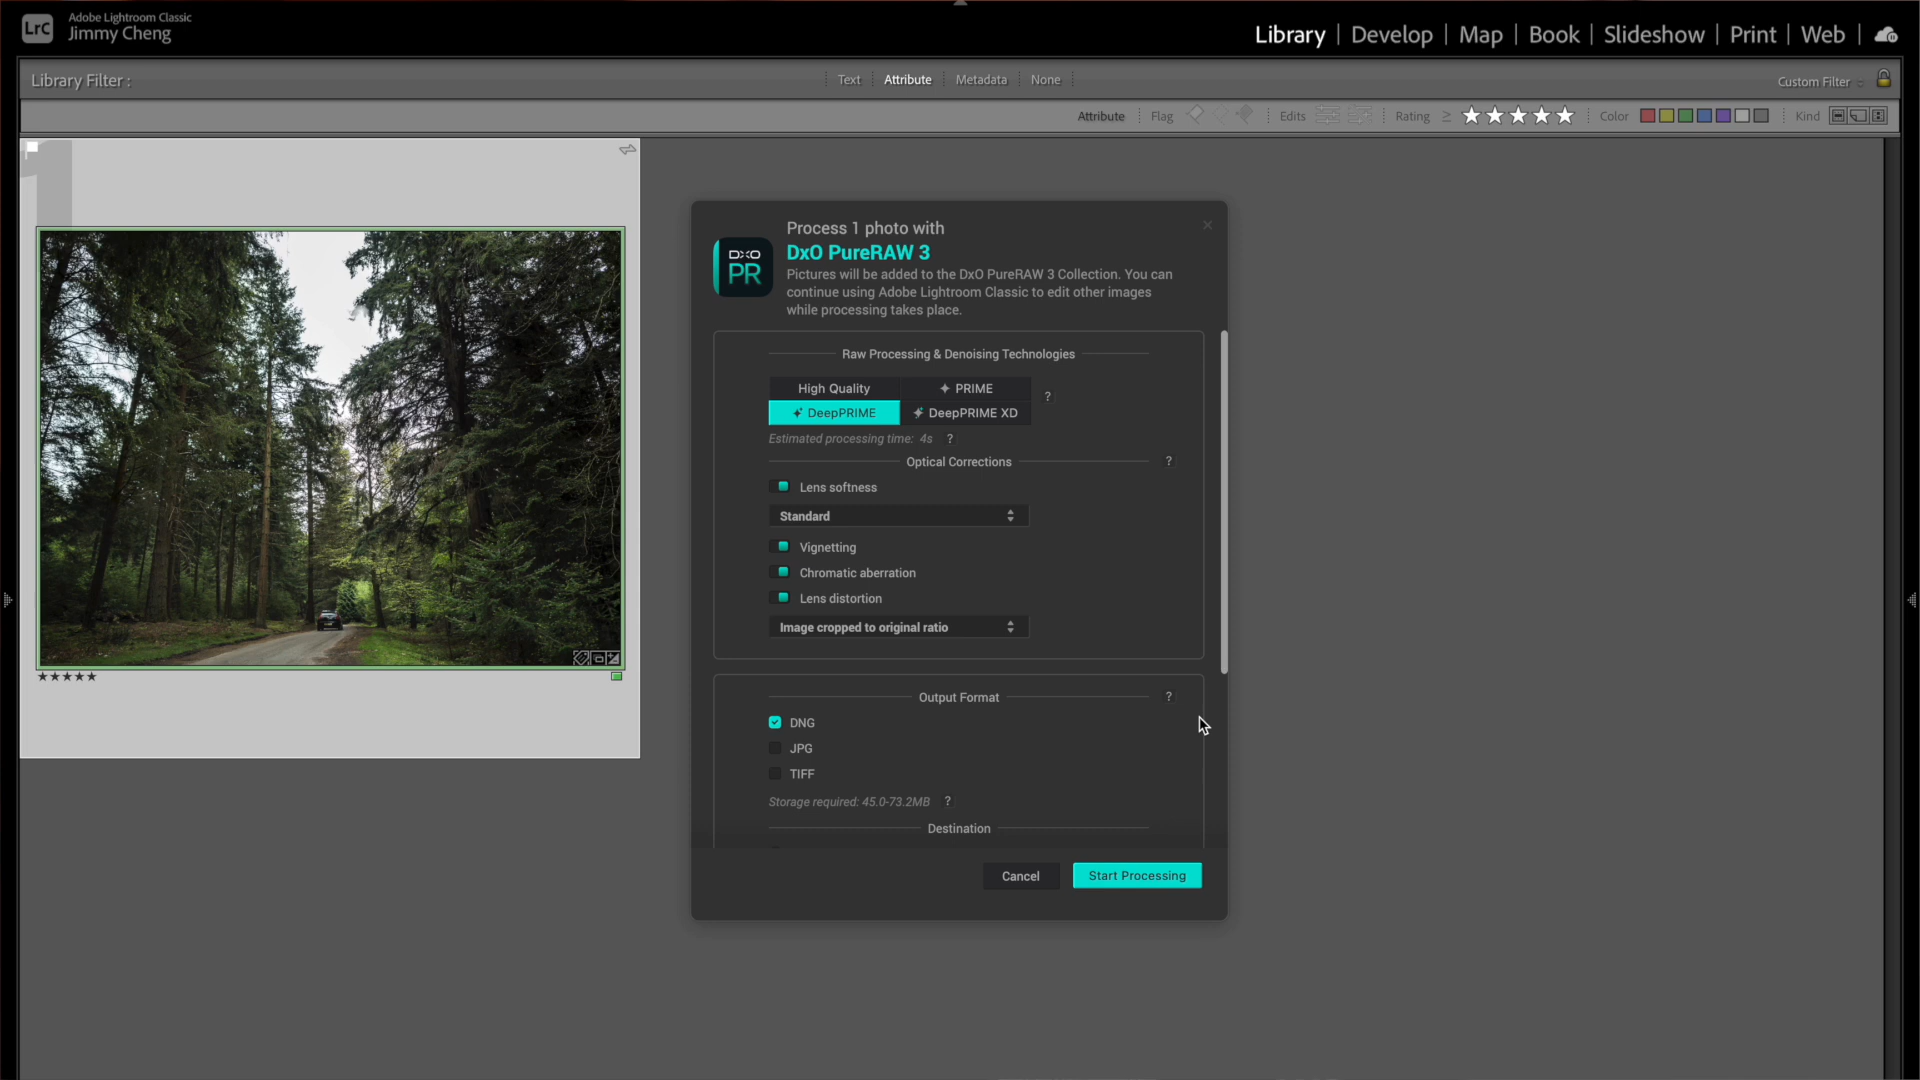 LrC
Adobe Lightroom Classic
Jimmy Cheng
Library | Develop | Map | Book | Slideshow | Print | Web |
Library Filter :
Text Attribute Metadata None
Custom Filter
Attribute Flag Edits Rating ≥ ★★★★★ Color Kind
1
★★★★★
DXO
PR
Process 1 photo with
DxO PureRAW 3
Pictures will be added to the DxO PureRAW 3 Collection. You can
continue using Adobe Lightroom Classic to edit other images
while processing takes place.
Raw Processing & Denoising Technologies
High Quality PRIME ?
DeepPRIME DeepPRIME XD
Estimated processing time: 4s ?
Optical Corrections ?
Lens softness
Standard
Vignetting
Chromatic aberration
Lens distortion
Image cropped to original ratio
Output Format ?
DNG
JPG
TIFF
Storage required: 45.0-73.2MB ?
Destination
Cancel Start Processing